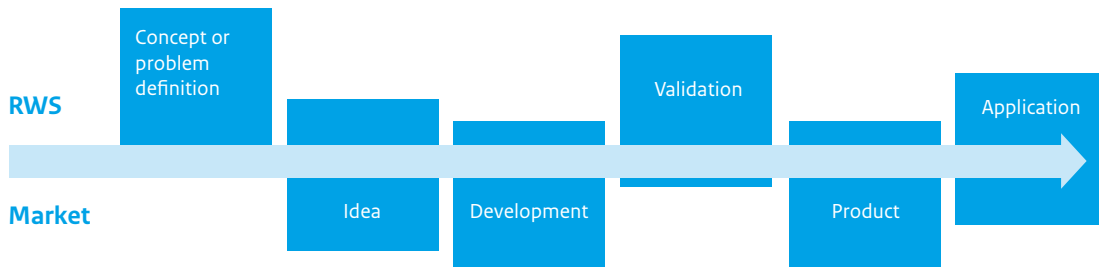 Concept or
problem
definition
RWS
Validation
Application
Market
Idea
Development
Product